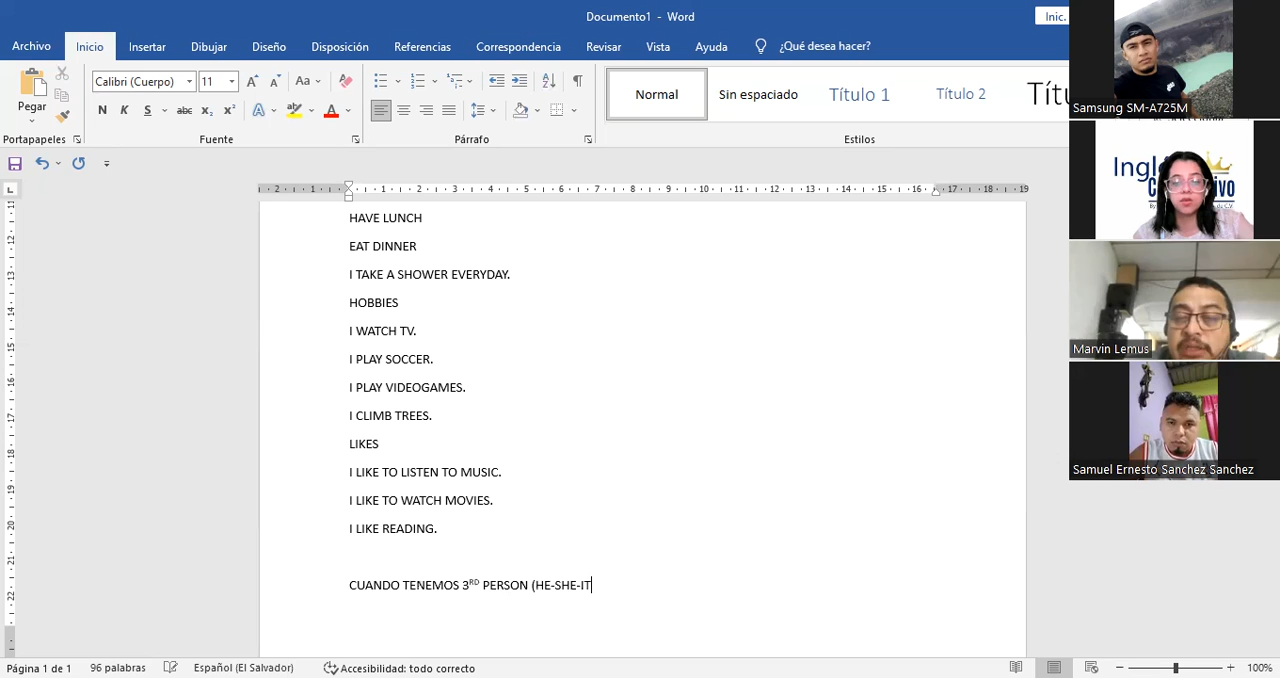 Documento1 - Word
Inic.
Archivo
Inicio
Insertar
Dibujar
Diseño
Disposición
Referencias
Correspondencia
Revisar
Vista
Ayuda
¿Qué desea hacer?
Pegar
Calibri (Cuerpo)
11
Normal
Sin espaciado
Título 1
Título 2
Portapapeles
Fuente
Párrafo
Estilos
HAVE LUNCH
EAT DINNER
I TAKE A SHOWER EVERYDAY.
HOBBIES
I WATCH TV.
I PLAY SOCCER.
I PLAY VIDEOGAMES.
I CLIMB TREES.
LIKES
I LIKE TO LISTEN TO MUSIC.
I LIKE TO WATCH MOVIES.
I LIKE READING.
CUANDO TENEMOS 3RD PERSON (HE-SHE-IT
Samsung SM-A725M
Marvin Lemus
Samuel Ernesto Sanchez Sanchez
Página 1 de 1
96 palabras
Español (El Salvador)
Accesibilidad: todo correcto
100%